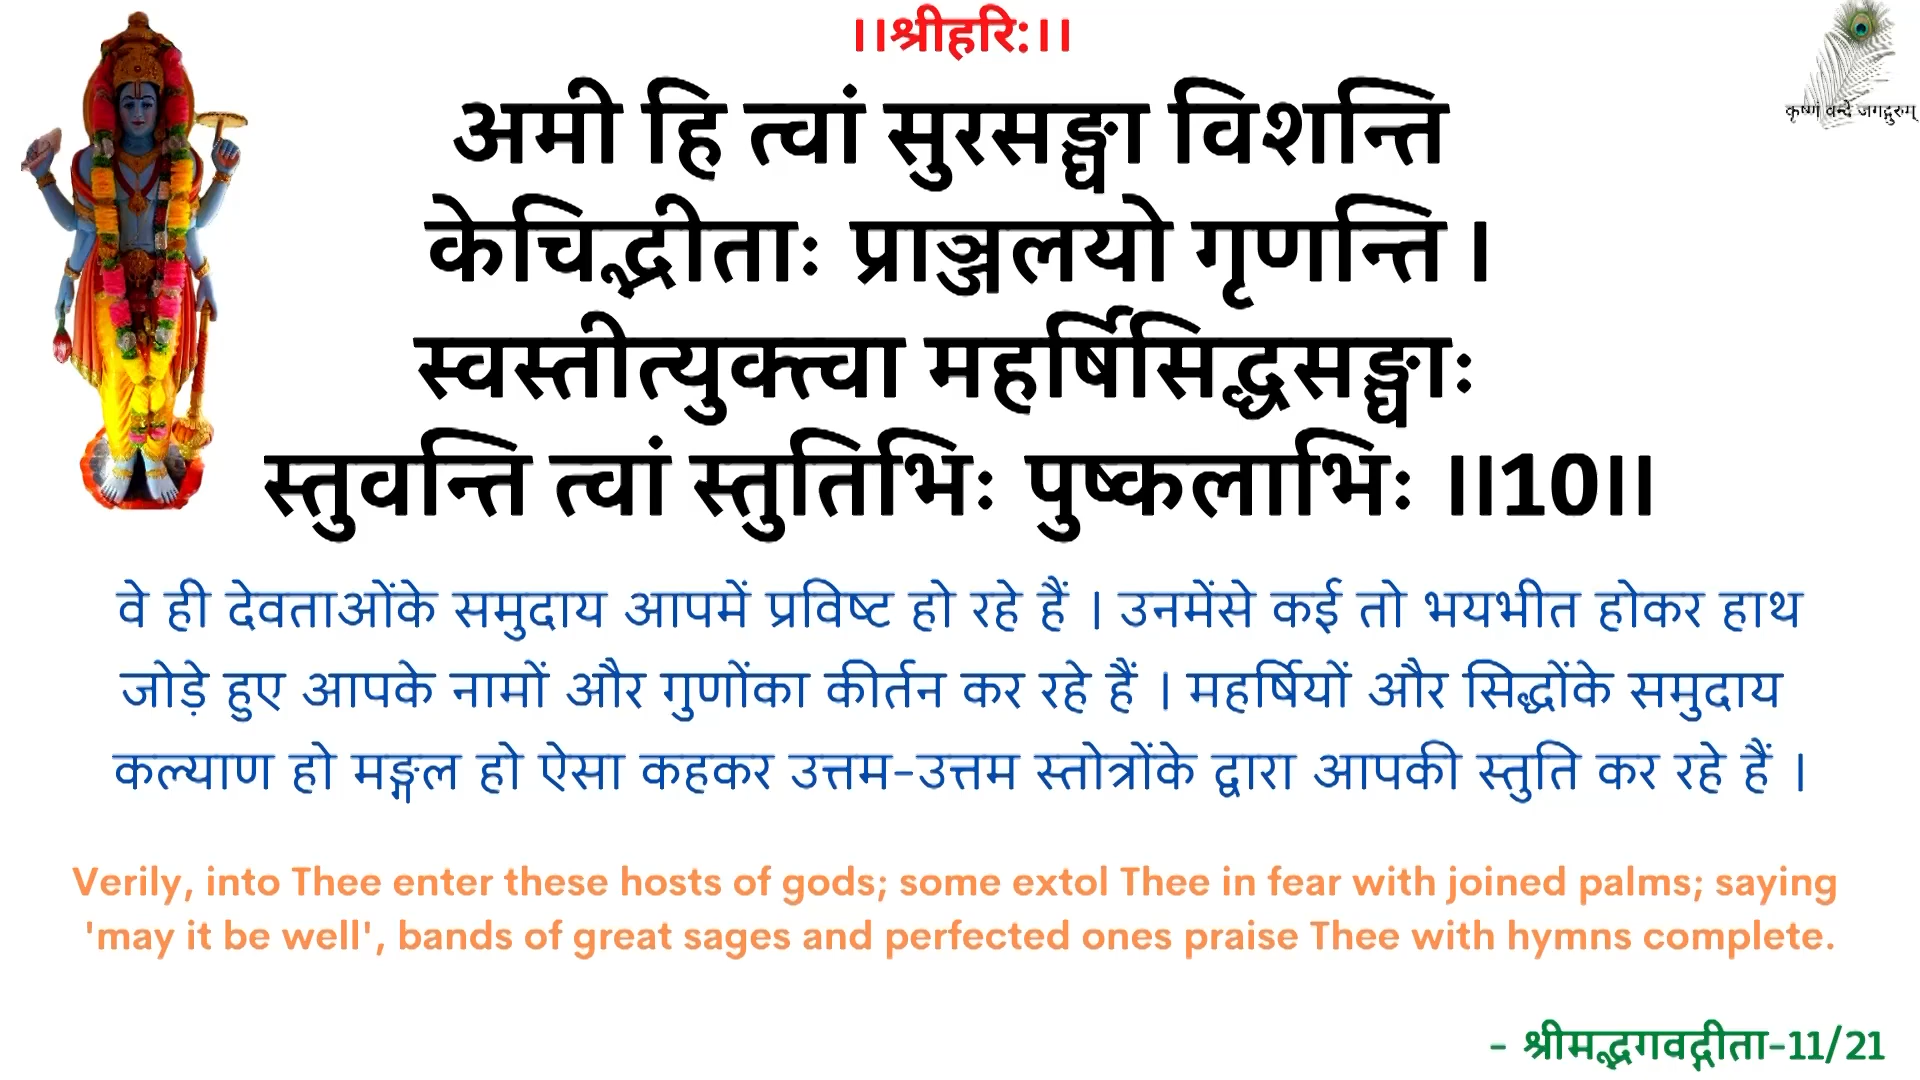 ।।श्रीहरि:।।
कृष्णं वन्दे जगद्गुरुम्
अमी हि त्वां सुरसङ्घा विशन्ति
केचिद्भीताः प्राञ्जलयो गृणन्ति ।
स्वस्तीत्युक्त्वा महर्षिसिद्धसङ्घाः
स्तुवन्ति त्वां स्तुतिभिः पुष्कलाभिः ।।10।।
वे ही देवताओंके समुदाय आपमें प्रविष्ट हो रहे हैं । उनमेंसे कई तो भयभीत होकर हाथ
जोड़े हुए आपके नामों और गुणोंका कीर्तन कर रहे हैं । महर्षियों और सिद्धोंके समुदाय
कल्याण हो मङ्गल हो ऐसा कहकर उत्तम-उत्तम स्तोत्रोंके द्वारा आपकी स्तुति कर रहे हैं ।
Verily, into Thee enter these hosts of gods; some extol Thee in fear with joined palms; saying
'may it be well', bands of great sages and perfected ones praise Thee with hymns complete.
- श्रीमद्भगवद्गीता-11/21